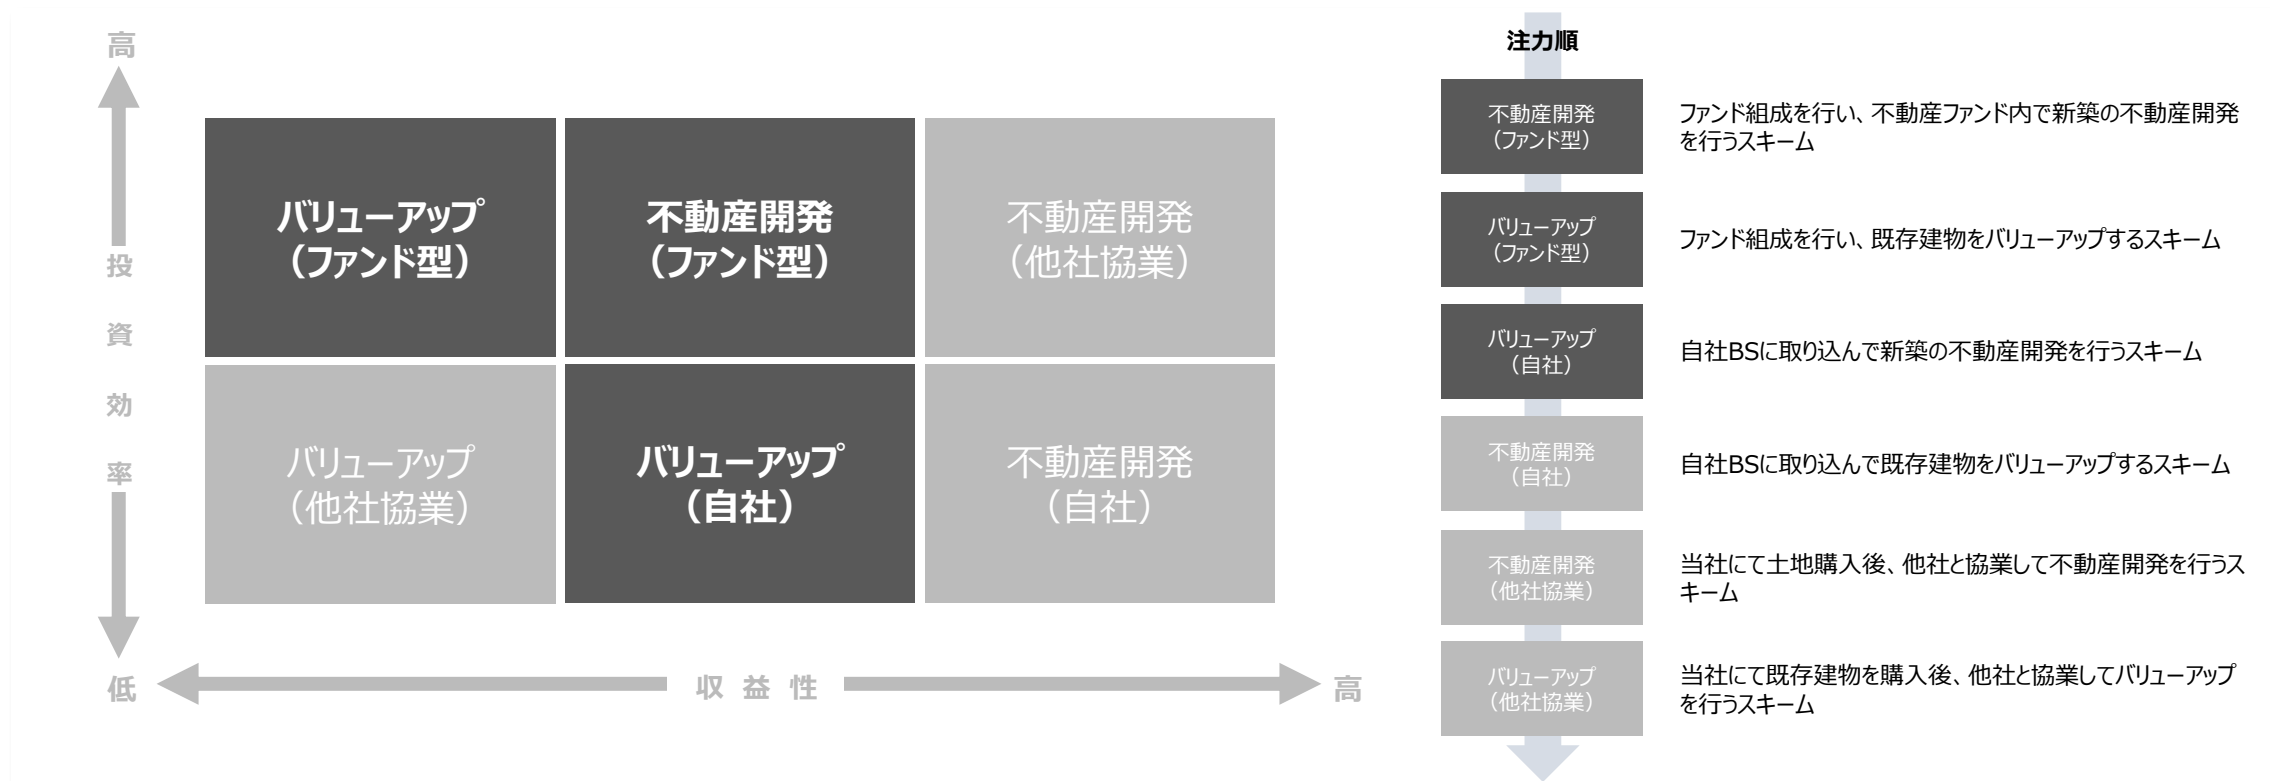 高
投
資
効
率
低
バリューアップ
（ファンド型）
不動産開発
（ファンド型）
不動産開発
（他社協業）
バリューアップ
（他社協業）
バリューアップ
（自社）
不動産開発
（自社）
収益性
高
注力順
不動産開発
（ファンド型）
ファンド組成を行い、不動産ファンド内で新築の不動産開発
を行うスキーム
バリューアップ
（ファンド型）
ファンド組成を行い、既存建物をバリューアップするスキーム
バリューアップ
（自社）
自社BSに取り込んで新築の不動産開発を行うスキーム
不動産開発
（自社）
自社BSに取り込んで既存建物をバリューアップするスキーム
不動産開発
（他社協業）
当社にて土地購入後、他社と協業して不動産開発を行うス
キーム
バリューアップ
（他社協業）
当社にて既存建物を購入後、他社と協業してバリューアップ
を行うスキーム